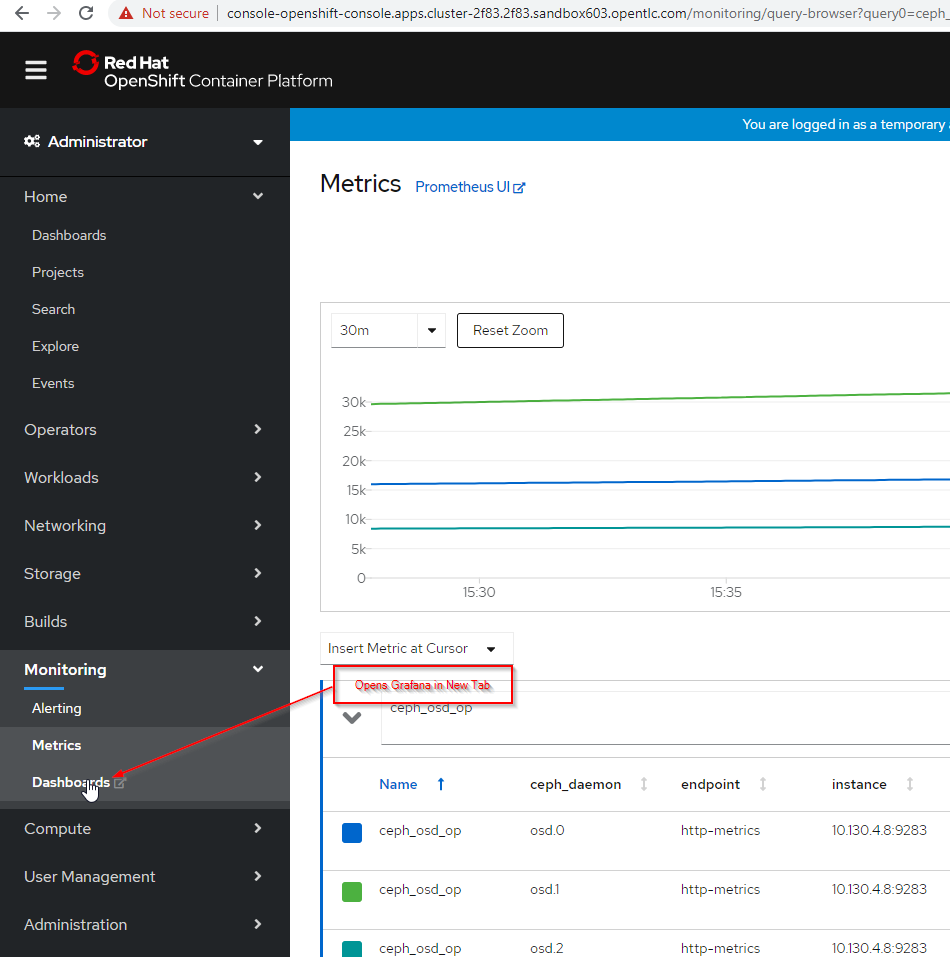 Not secure | console-openshift-console.apps.cluster-2f83.2f83.sandbox603.opentlc.com/monitoring/query-browser?query0=ceph_
Red Hat
OpenShift Container Platform
Administrator
You are logged in as a temporary
Home
Dashboards
Projects
Search
Explore
Events
Operators
Workloads
Networking
Storage
Builds
Monitoring
Alerting
Metrics
Dashboards
Compute
User Management
Administration
Metrics Prometheus UI
30m Reset Zoom
30k
25k
20k
15k
10k
5k
0
15:30 15:35
Insert Metric at Cursor
Opens Grafana in New Tab
ceph_osd_op
Name ceph_daemon endpoint instance
ceph_osd_op osd.0 http-metrics 10.130.4.8:9283
ceph_osd_op osd.1 http-metrics 10.130.4.8:9283
ceph_osd_op osd.2 http-metrics 10.130.4.8:9283